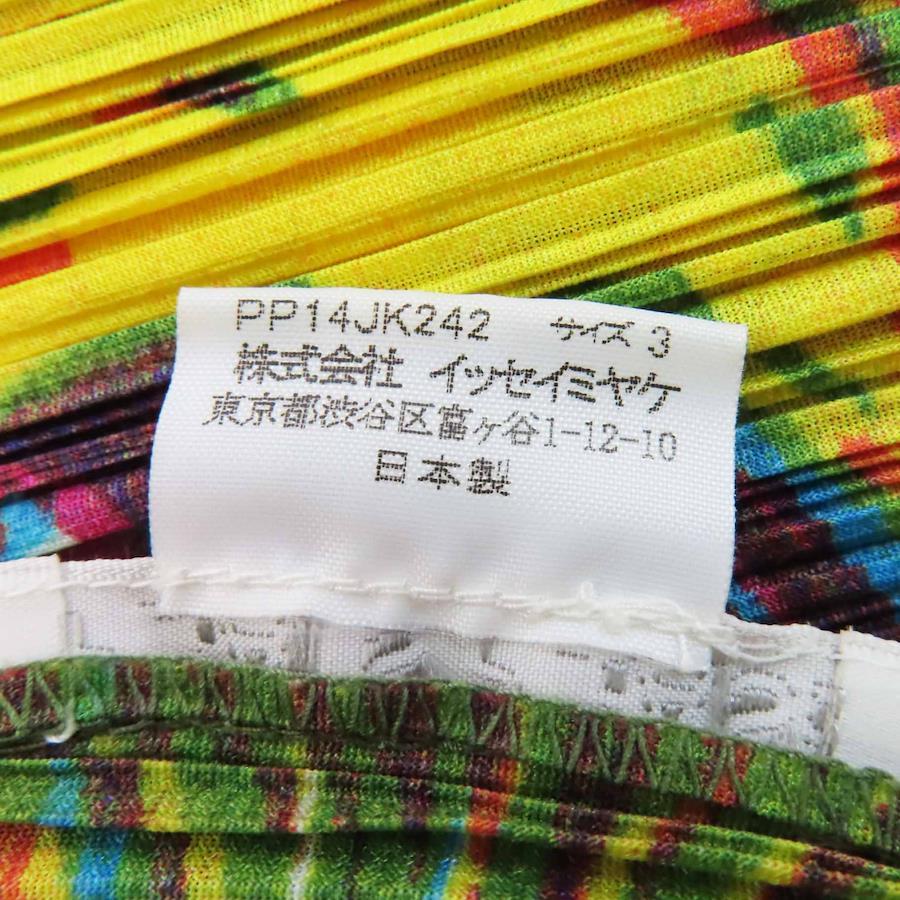 PP14JK242 サイズ 3
株式会社 イッセイミヤケ
東京都渋谷区富ヶ谷1-12-10
日本製